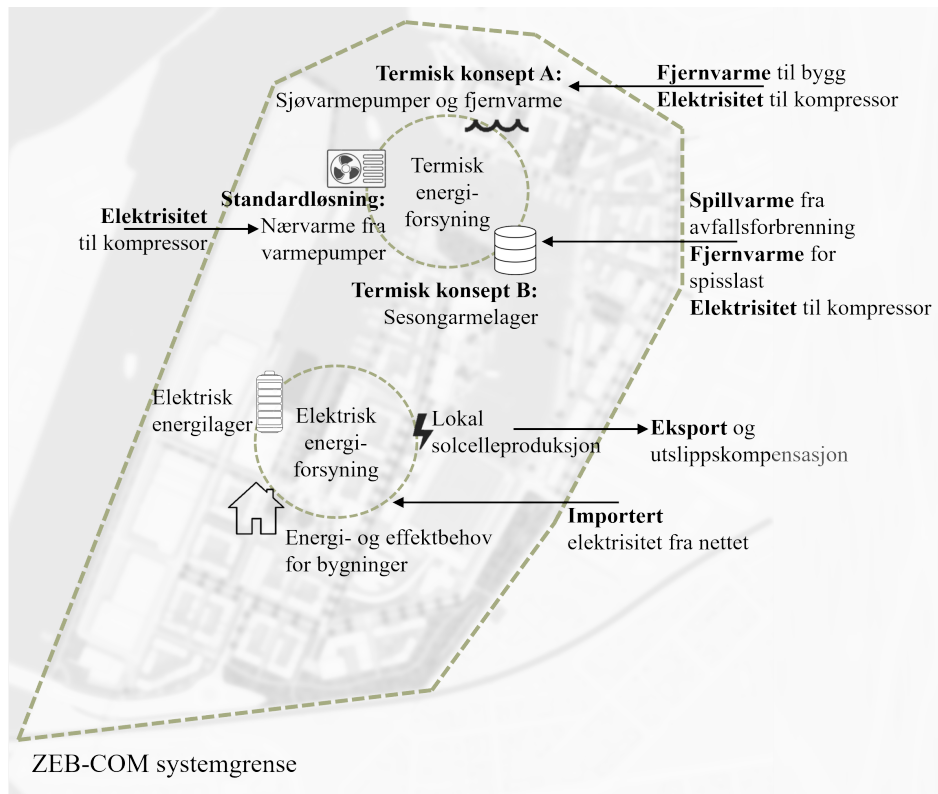 Termisk konsept A:
Sjøvarmepumper og fjernvarme
Fjernvarme til bygg
Elektrisitet til kompressor
Termisk
energi-
forsyning
Standardløsning:
Nærvarme fra
varmepumper
Elektrisitet
til kompressor
Spillvarme fra
avfallsforbrenning
Fjernvarme for
spisslast
Elektrisitet til kompressor
Termisk konsept B:
Sesongarmelager
Elektrisk
energilager
Elektrisk
energi-
forsyning
Lokal
solcelleproduksjon
Eksport og
utslippskompensasjon
Importert
elektrisitet fra nettet
Energi- og effektbehov
for bygninger
ZEB-COM systemgrense